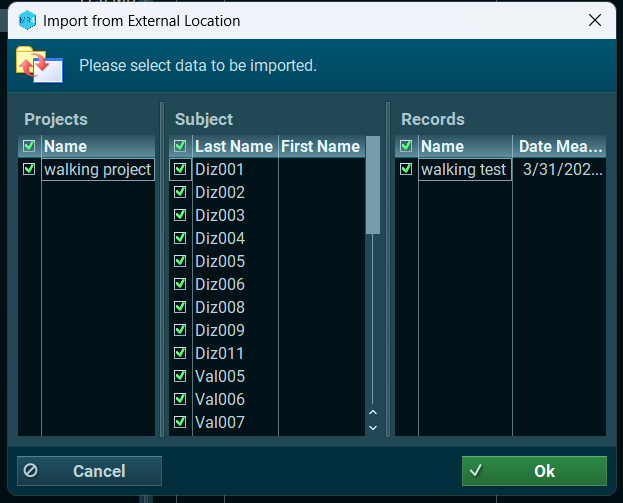 Import from External Location
Please select data to be imported.
Projects
Name
walking project
Subject
Last Name First Name
Diz001
Diz002
Diz003
Diz004
Diz005
Diz006
Diz008
Diz009
Diz011
Val005
Val006
Val007
Records
Name Date Mea...
walking test 3/31/202...
Cancel
Ok